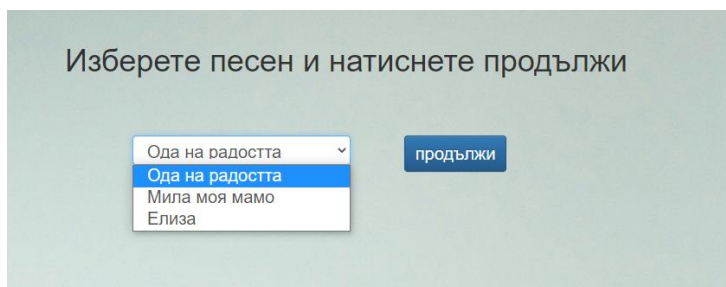 Изберете песен и натиснете продължи
Ода на радостта
продължи
Ода на радостта
Мила моя мамо
Елиза